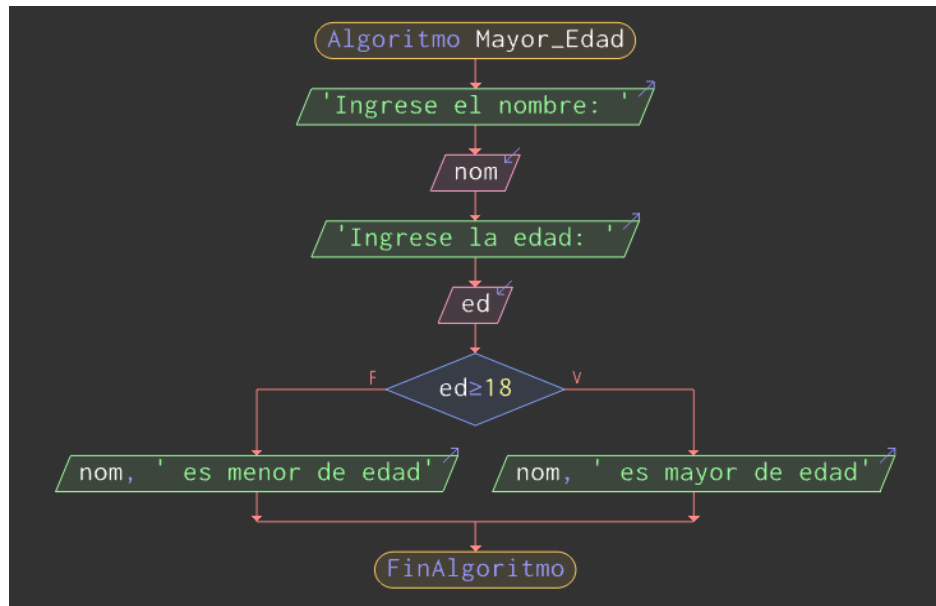 Algoritmo Mayor_Edad
'Ingrese el nombre: '
nom
'Ingrese la edad: '
ed
F
ed≥18
V
nom, ' es menor de edad'
nom, ' es mayor de edad'
FinAlgoritmo